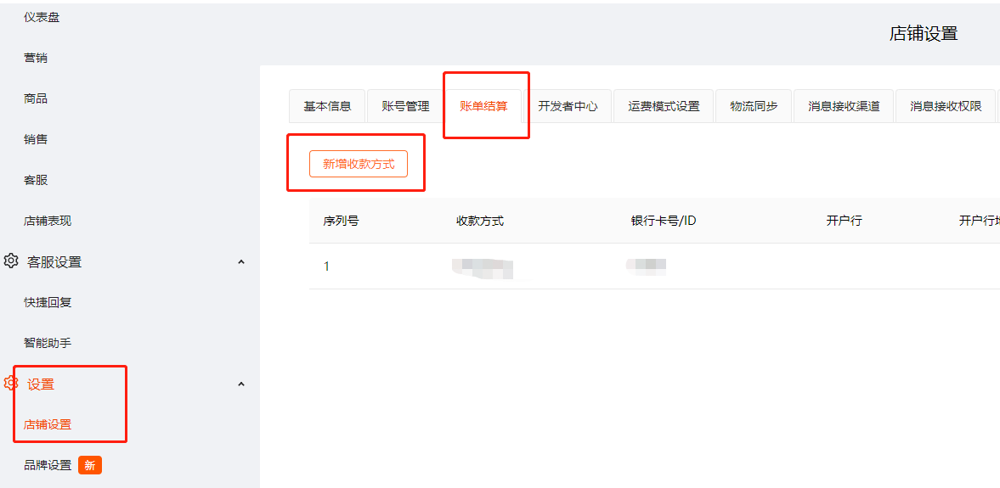 仪表盘
营销
商品
销售
客服
店铺表现
客服设置
快捷回复
智能助手
设置
店铺设置
品牌设置 新
店铺设置
基本信息 账号管理 账单结算 开发者中心 运费模式设置 物流同步 消息接收渠道 消息接收权限
新增收款方式
序列号 收款方式 银行卡号/ID 开户行 开户行
1